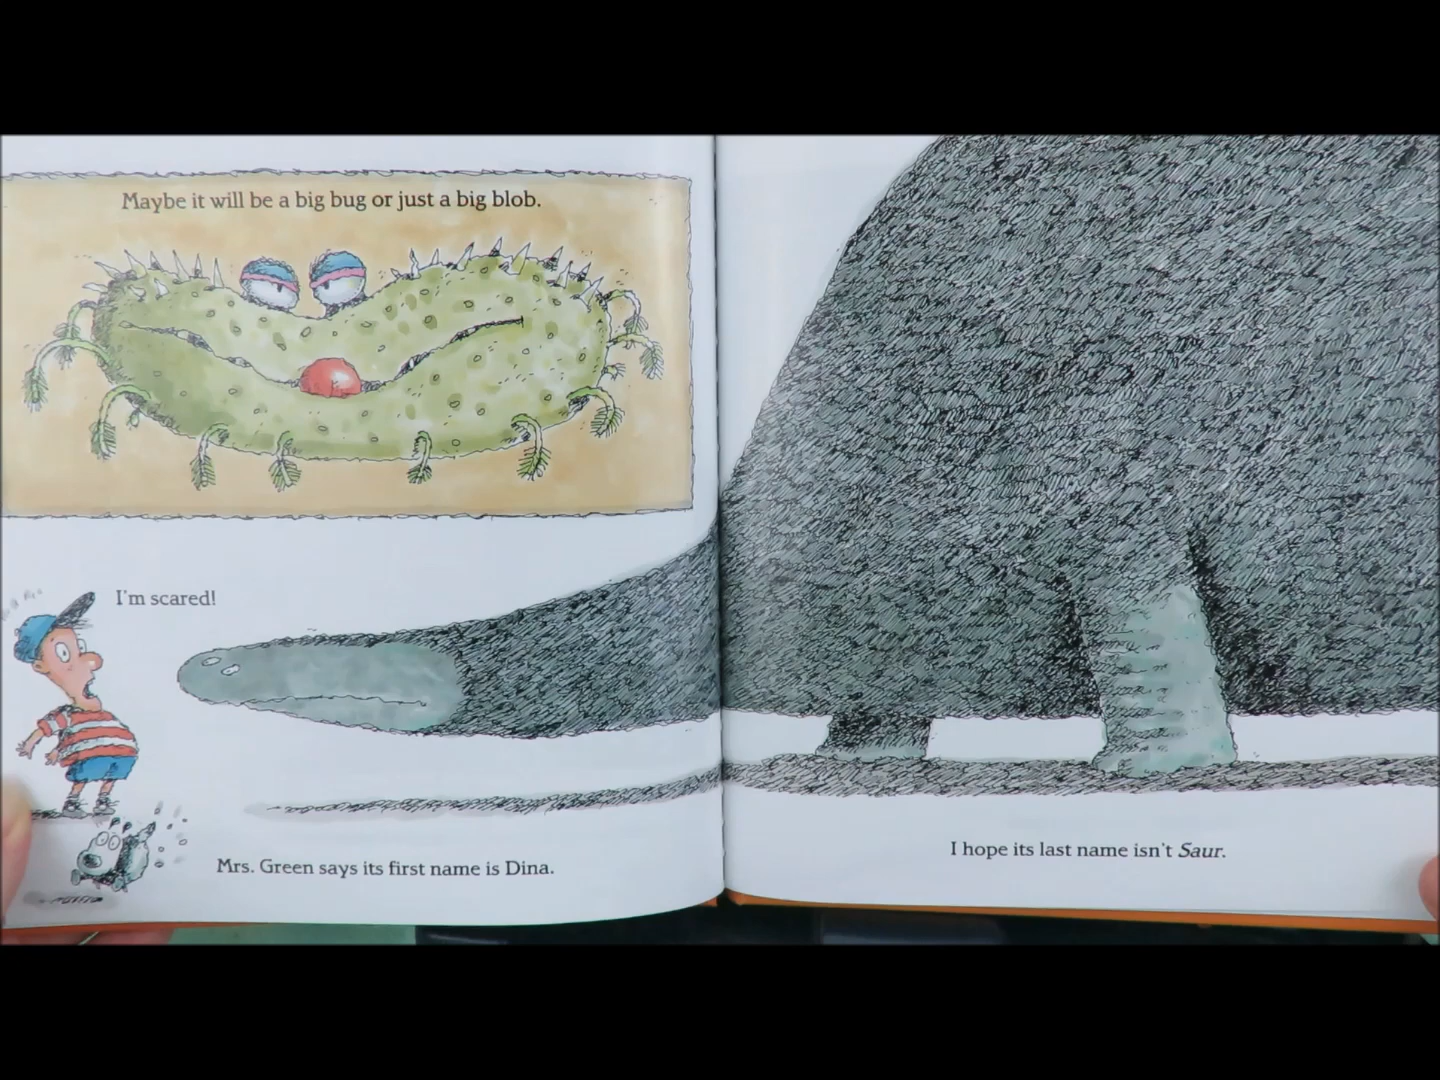 Maybe it will be a big bug or just a big blob.
I'm scared!
Mrs. Green says its first name is Dina.
I hope its last name isn't Saur.